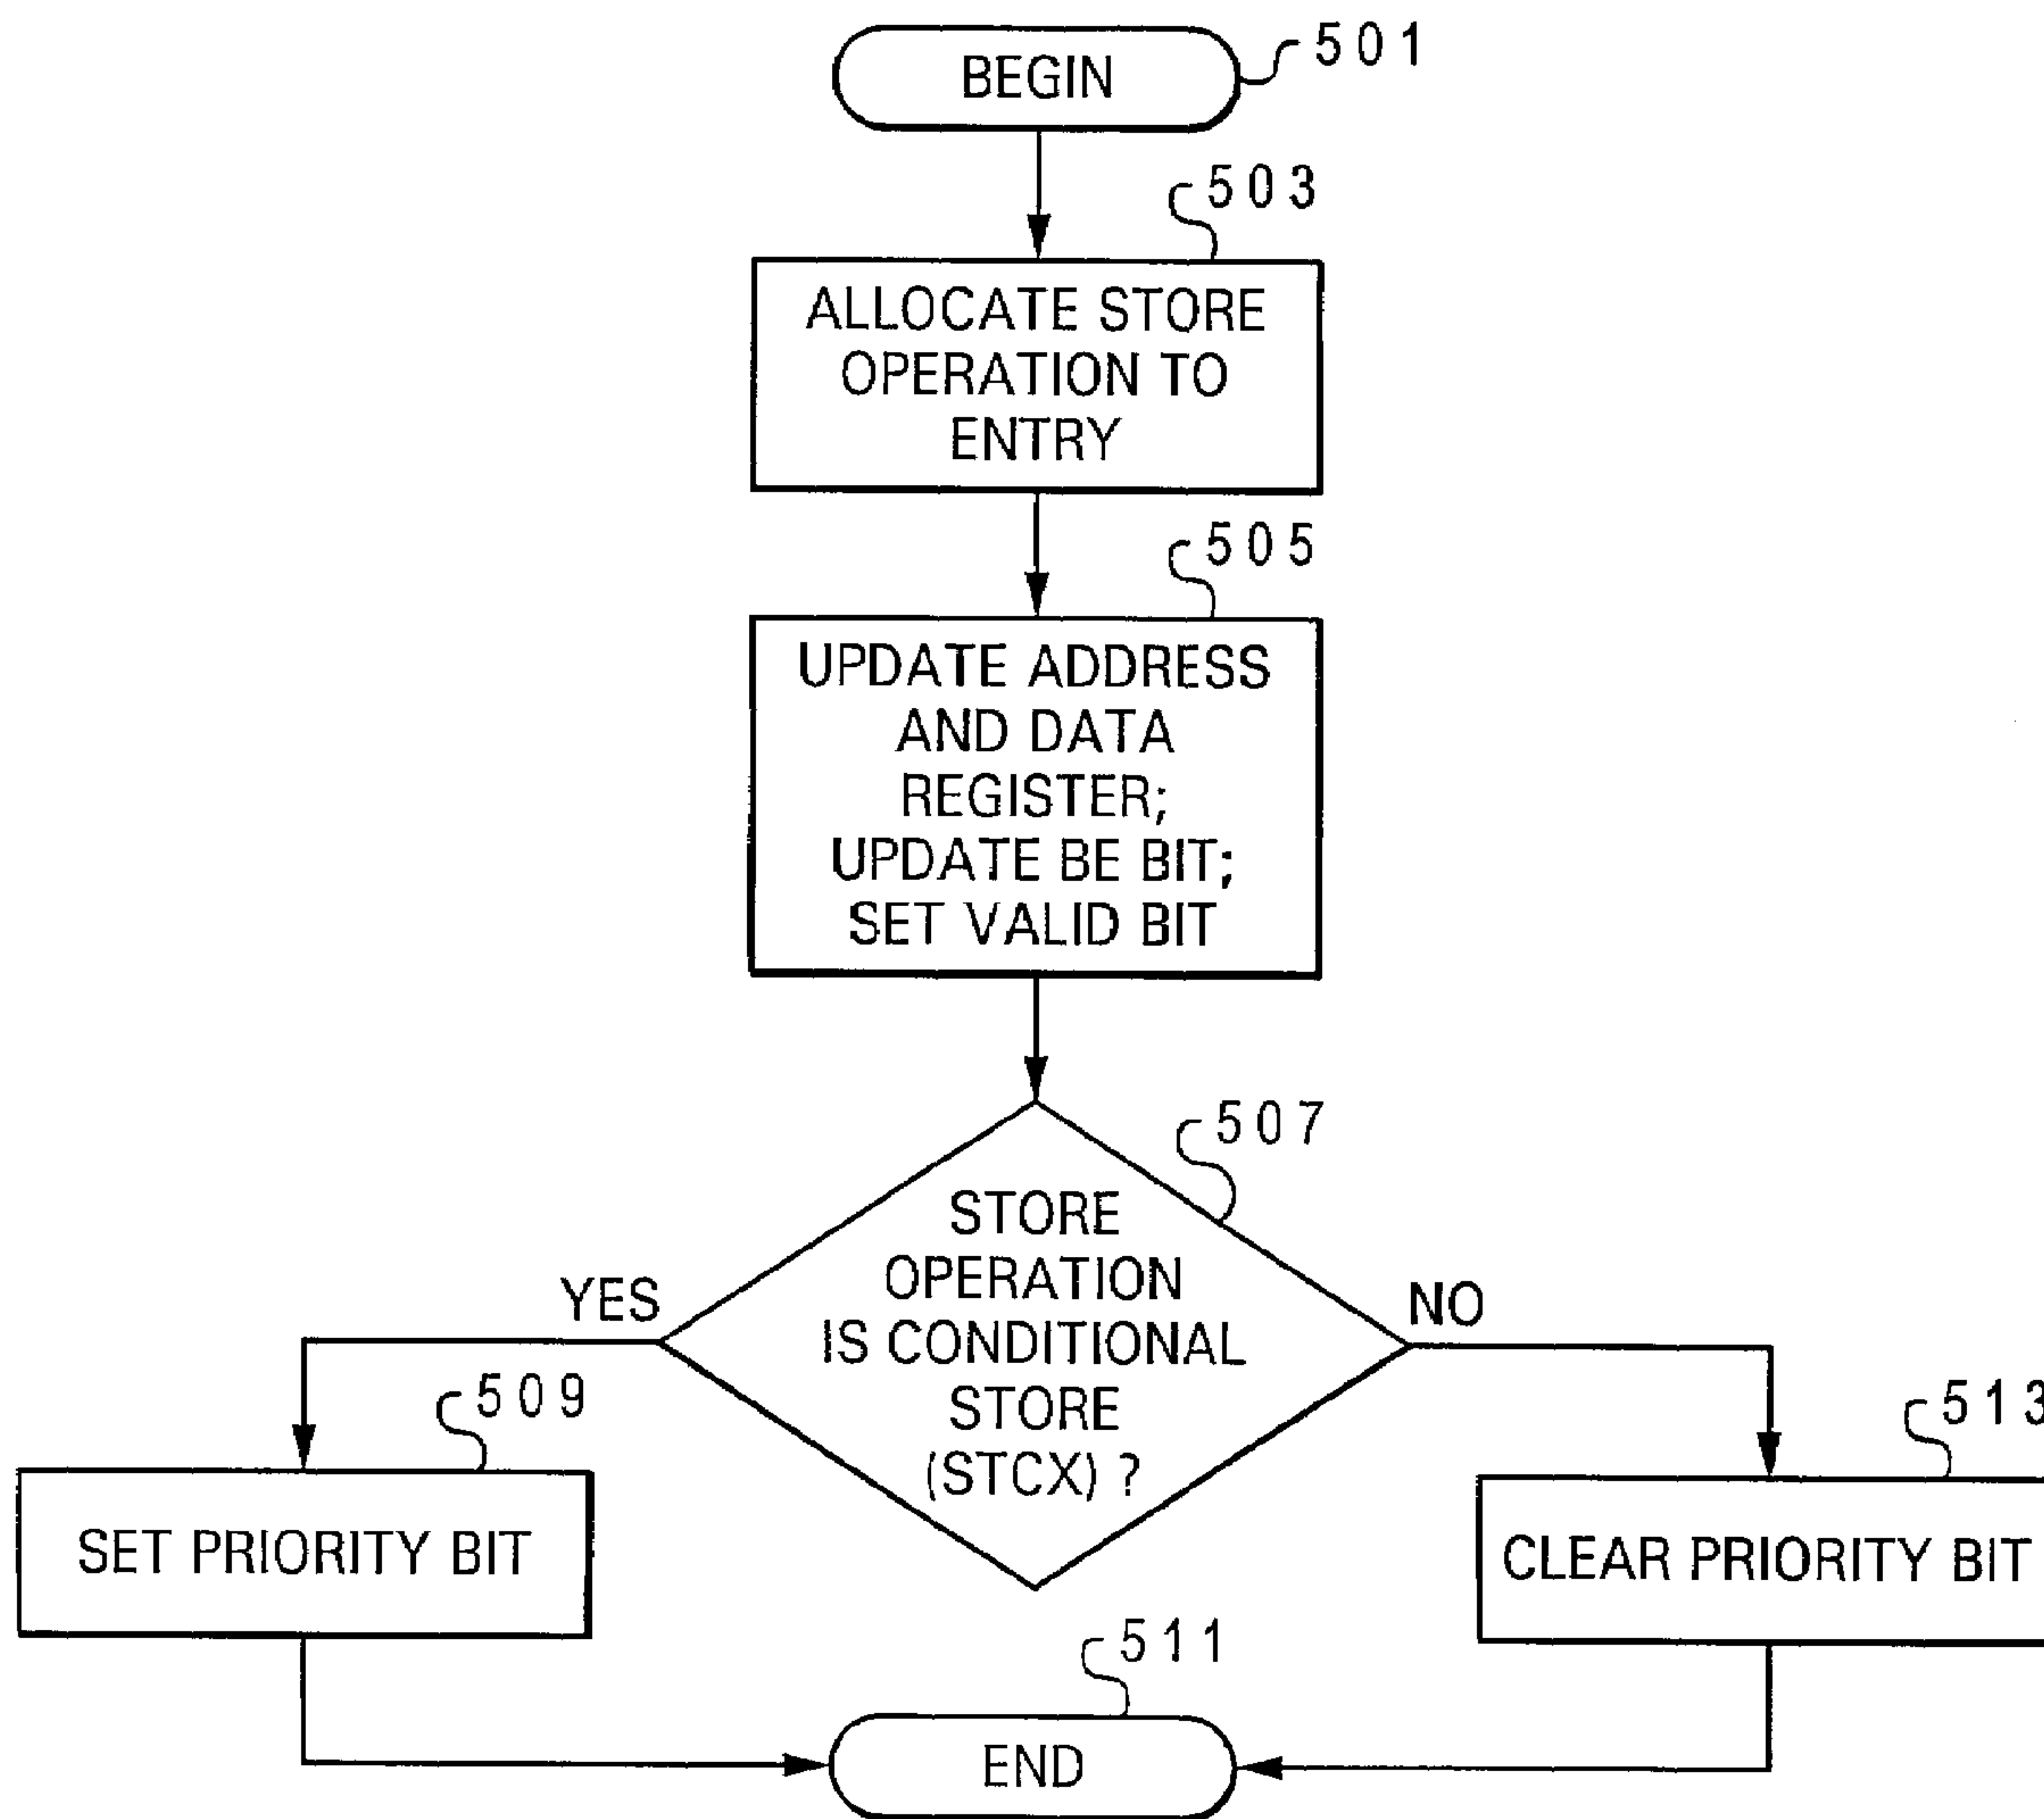 501
BEGIN
503
ALLOCATE STORE
OPERATION TO
ENTRY
505
UPDATE ADDRESS
AND DATA
REGISTER;
UPDATE BE BIT;
SET VALID BIT
507
STORE
OPERATION
IS CONDITIONAL
STORE
(STCX) ?
YES
NO
509
SET PRIORITY BIT
513
CLEAR PRIORITY BIT
511
END